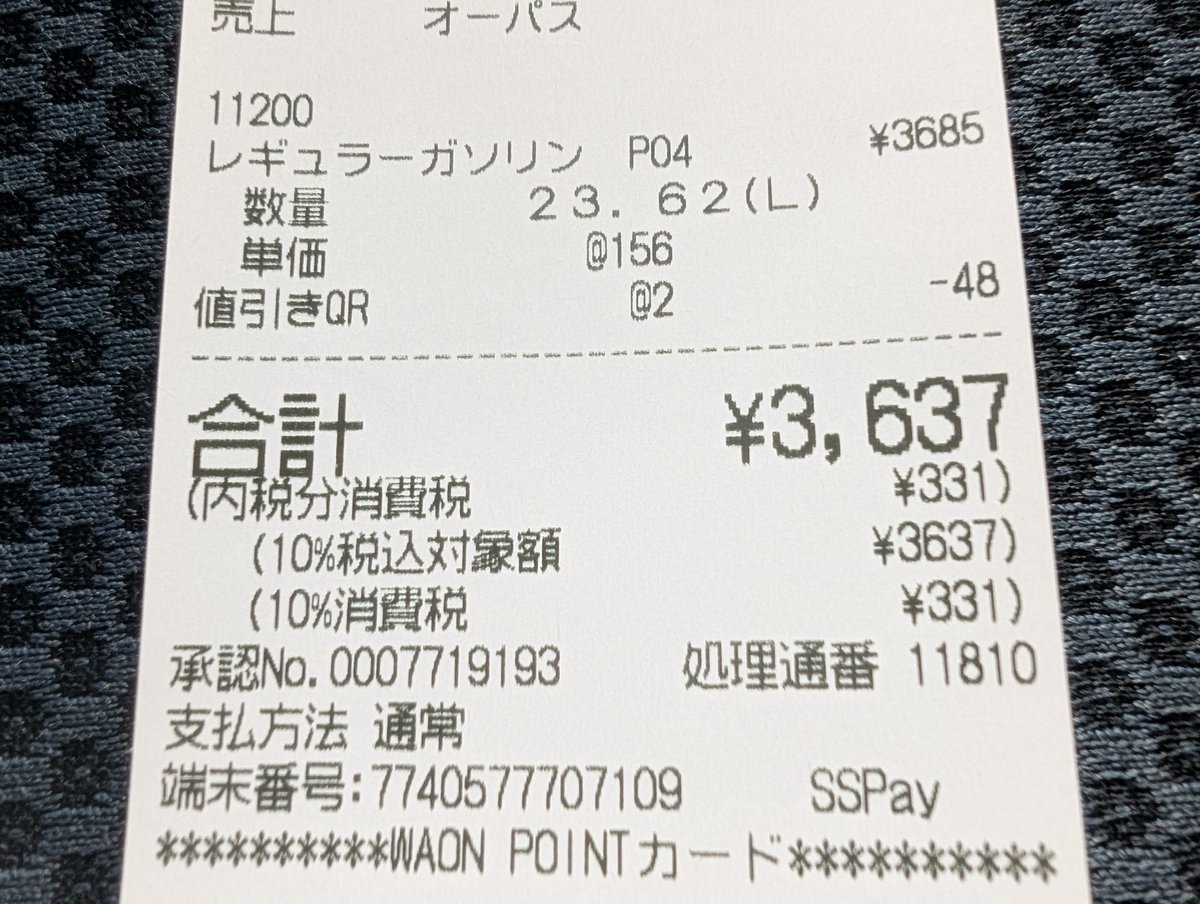 売上 オーパス
11200
レギュラーガソリン P04 ¥3685
数量 23.62(L)
単価 @156
値引きQR @2 -48
合計 ¥3,637
(内税分消費税 ¥331)
(10%税込対象額 ¥3637)
(10%消費税 ¥331)
承認No.0007719193 処理通番 11810
支払方法 通常
端末番号:7740577707109 SSPay
**********WAON POINTカード**********